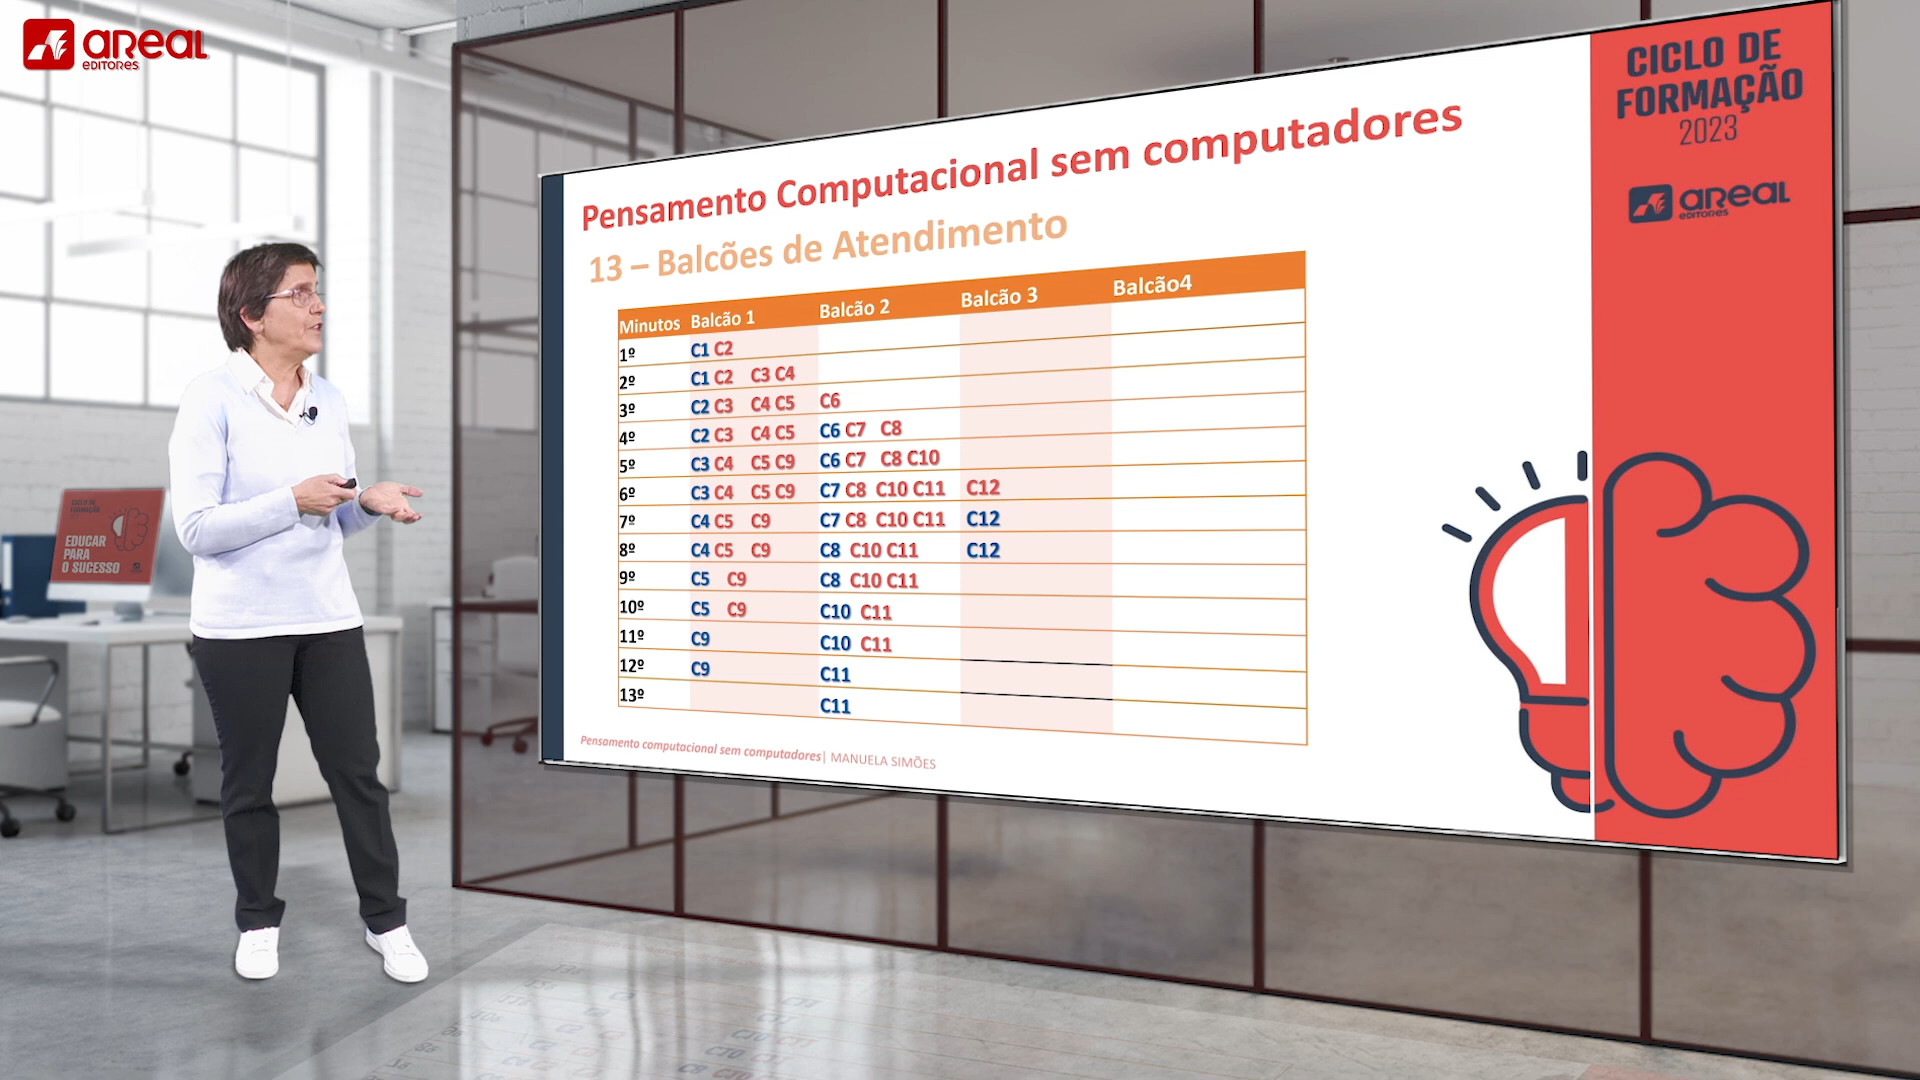 aREaL
EDITORES
CICLO DE
FORMAÇÃO
2023
aREaL
EDITORES
Pensamento Computacional sem computadores
13 – Balcões de Atendimento
Minutos Balcão 1 Balcão 2 Balcão 3 Balcão4
1º C1 C2
2º C1 C2 C3 C4
3º C2 C3 C4 C5 C6
4º C2 C3 C4 C5 C6 C7 C8
5º C3 C4 C5 C9 C6 C7 C8 C10
6º C3 C4 C5 C9 C7 C8 C10 C11 C12
7º C4 C5 C9 C7 C8 C10 C11 C12
8º C4 C5 C9 C8 C10 C11 C12
9º C5 C9 C8 C10 C11
10º C5 C9 C10 C11
11º C9 C10 C11
12º C9 C11
13º C11
Pensamento computacional sem computadores| MANUELA SIMÕES
CICLO DE
FORMAÇÃO
EDUCAR
PARA
O SUCESSO